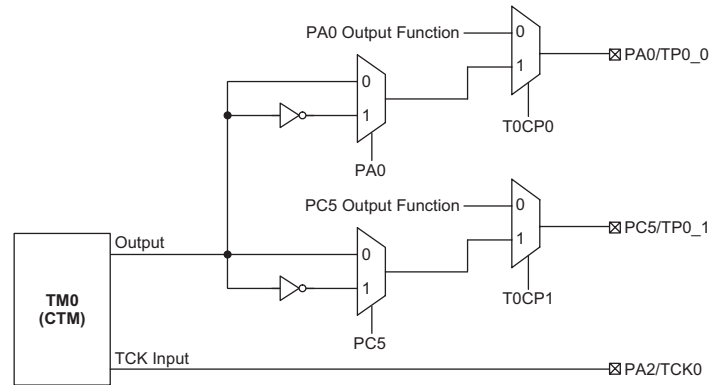 PA0 Output Function
0
1
PA0/TP0_0
T0CP0
0
1
PA0
PC5 Output Function
0
1
PC5/TP0_1
T0CP1
Output
0
1
PC5
TM0
(CTM)
TCK Input
PA2/TCK0